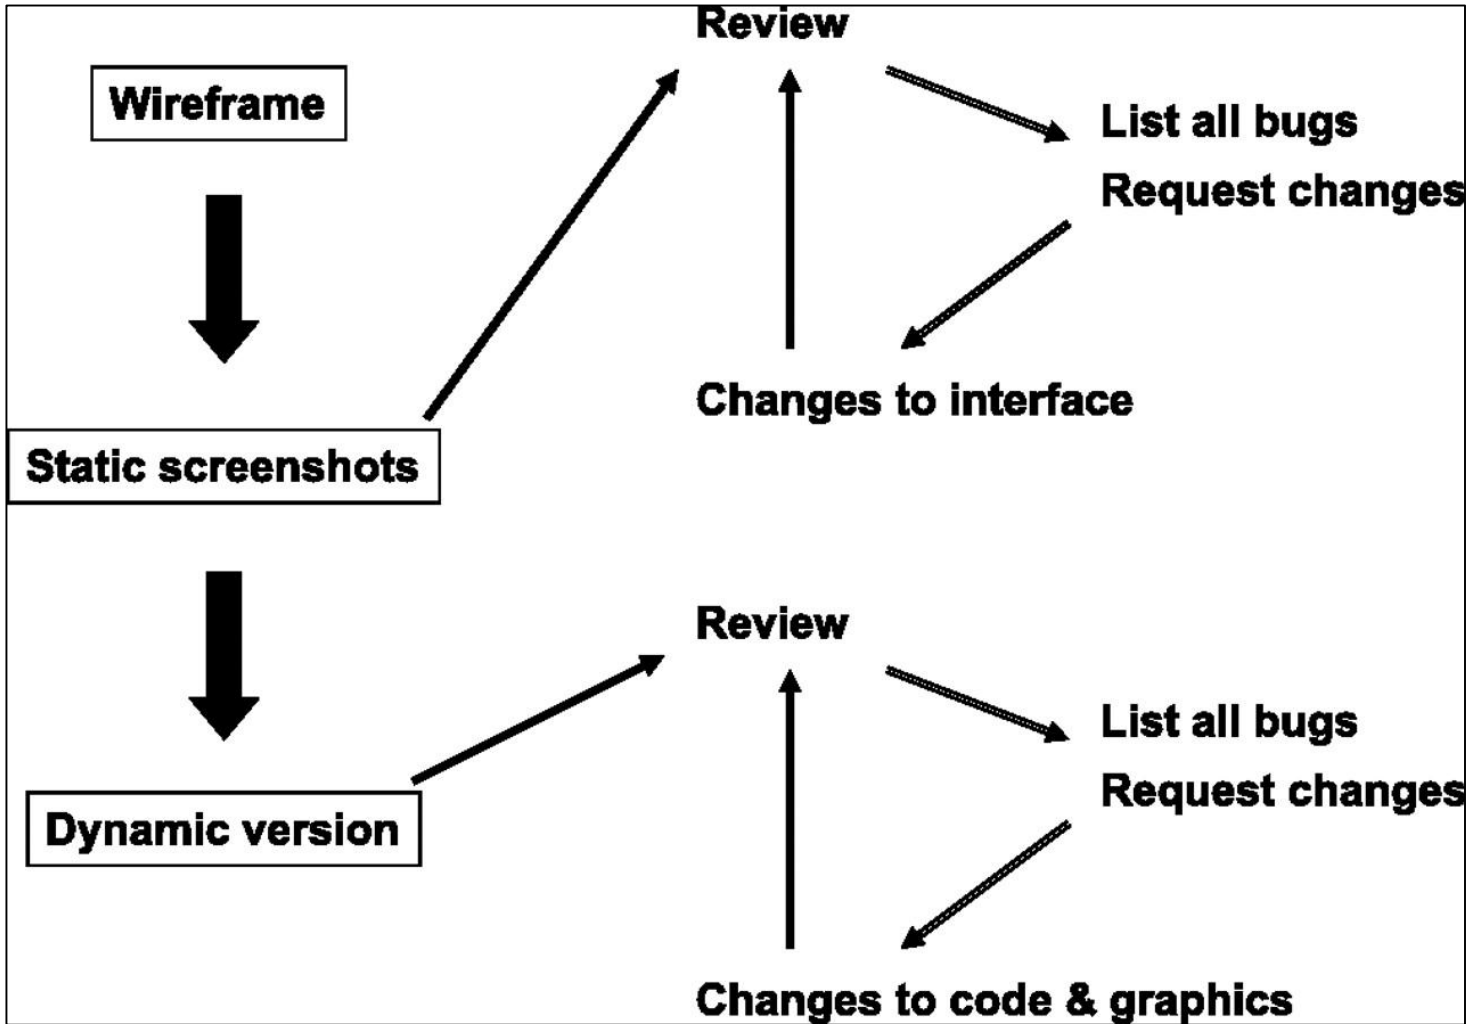 Review
Wireframe
List all bugs
Request changes
Changes to interface
Static screenshots
Review
List all bugs
Request changes
Dynamic version
Changes to code & graphics